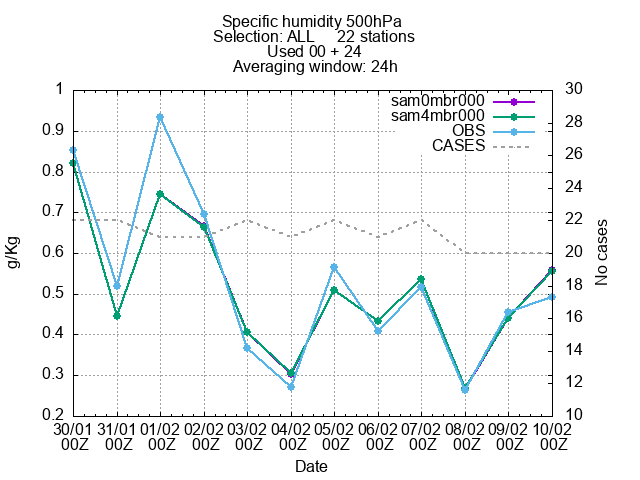 Specific humidity 500hPa
Selection: ALL 22 stations
Used 00 + 24
Averaging window: 24h
sam0mbr000
sam4mbr000
OBS
CASES
1
0.9
0.8
0.7
0.6
0.5
0.4
0.3
0.2
g/Kg
30
28
26
24
22
20
18
16
14
12
10
No cases
30/01 31/01 01/02 02/02 03/02 04/02 05/02 06/02 07/02 08/02 09/02 10/02
00Z 00Z 00Z 00Z 00Z 00Z 00Z 00Z 00Z 00Z 00Z 00Z
Date